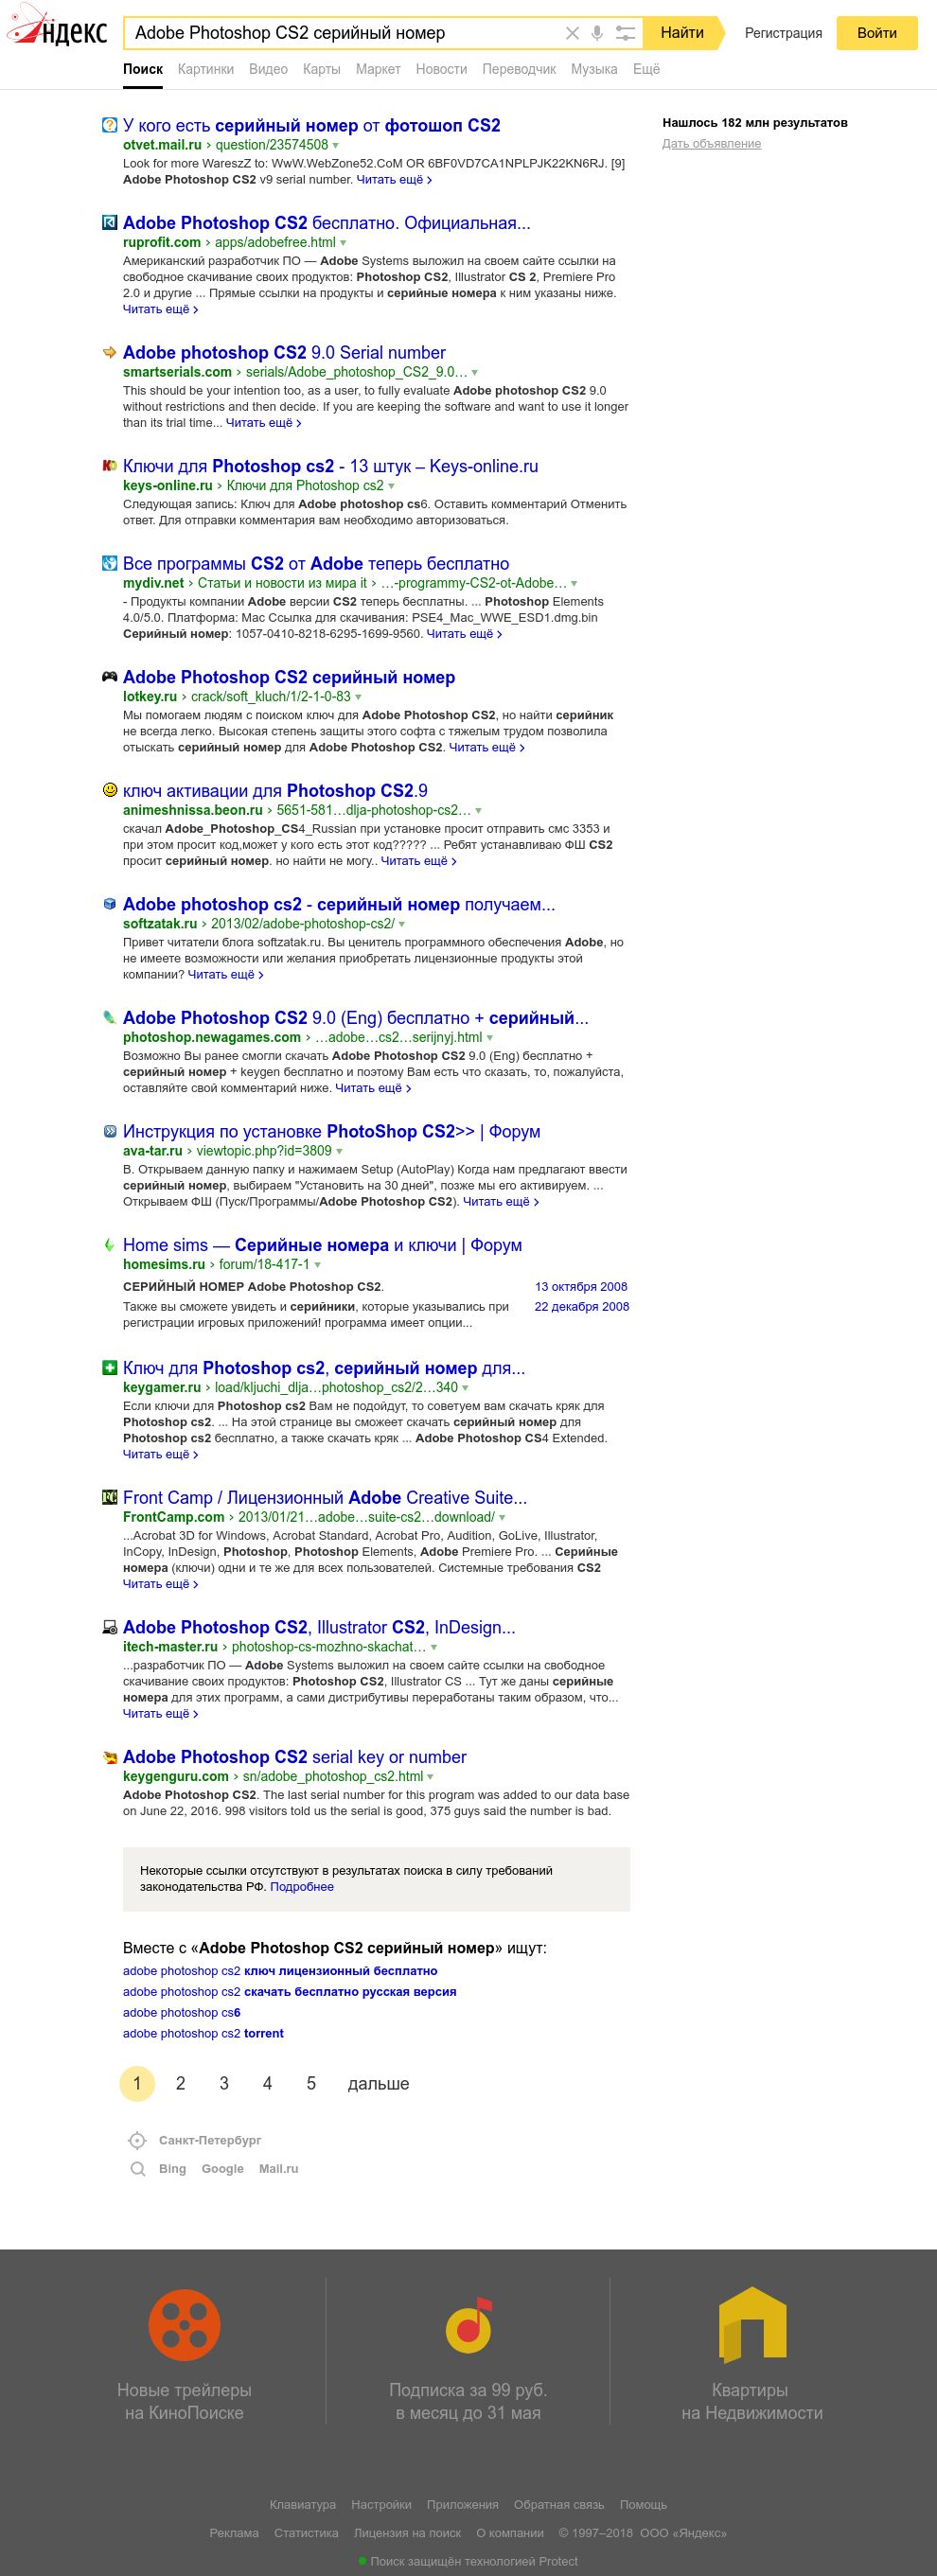 Яндекс
Adobe Photoshop CS2 серийный номер
Найти
Регистрация
Войти
Поиск Картинки Видео Карты Маркет Новости Переводчик Музыка Ещё
Нашлось 182 млн результатов
Дать объявление
У кого есть серийный номер от фотошоп CS2
otvet.mail.ru › question/23574508
Look for more WareszZ to: WwW.WebZone52.CoM OR 6BF0VD7CA1NPLPJK22KN6RJ. [9]
Adobe Photoshop CS2 v9 serial number. Читать ещё ›
Adobe Photoshop CS2 бесплатно. Официальная...
ruprofit.com › apps/adobefree.html
Американский разработчик ПО — Adobe Systems выложил на своем сайте ссылки на
свободное скачивание своих продуктов: Photoshop CS2, Illustrator CS 2, Premiere Pro
2.0 и другие ... Прямые ссылки на продукты и серийные номера к ним указаны ниже.
Читать ещё ›
Adobe photoshop CS2 9.0 Serial number
smartserials.com › serials/Adobe_photoshop_CS2_9.0…
This should be your intention too, as a user, to fully evaluate Adobe photoshop CS2 9.0
without restrictions and then decide. If you are keeping the software and want to use it longer
than its trial time... Читать ещё ›
Ключи для Photoshop cs2 - 13 штук – Keys-online.ru
keys-online.ru › Ключи для Photoshop cs2
Следующая запись: Ключ для Adobe photoshop cs6. Оставить комментарий Отменить
ответ. Для отправки комментария вам необходимо авторизоваться.
Все программы CS2 от Adobe теперь бесплатно
mydiv.net › Статьи и новости из мира it › …-programmy-CS2-ot-Adobe…
- Продукты компании Adobe версии CS2 теперь бесплатны. ... Photoshop Elements
4.0/5.0. Платформа: Mac Ссылка для скачивания: PSE4_Mac_WWE_ESD1.dmg.bin
Серийный номер: 1057-0410-8218-6295-1699-9560. Читать ещё ›
Adobe Photoshop CS2 серийный номер
lotkey.ru › crack/soft_kluch/1/2-1-0-83
Мы помогаем людям с поиском ключ для Adobe Photoshop CS2, но найти серийник
не всегда легко. Высокая степень защиты этого софта с тяжелым трудом позволила
отыскать серийный номер для Adobe Photoshop CS2. Читать ещё ›
ключ активации для Photoshop CS2.9
animeshnissa.beon.ru › 5651-581…dlja-photoshop-cs2…
скачал Adobe_Photoshop_CS4_Russian при установке просит отправить смс 3353 и
при этом просит код,может у кого есть этот код????? ... Ребят устанавливаю ФШ CS2
просит серийный номер. но найти не могу.. Читать ещё ›
Adobe photoshop cs2 - серийный номер получаем...
softzatak.ru › 2013/02/adobe-photoshop-cs2/
Привет читатели блога softzatak.ru. Вы ценитель программного обеспечения Adobe, но
не имеете возможности или желания приобретать лицензионные продукты этой
компании? Читать ещё ›
Adobe Photoshop CS2 9.0 (Eng) бесплатно + серийный...
photoshop.newagames.com › …adobe…cs2…serijnyj.html
Возможно Вы ранее смогли скачать Adobe Photoshop CS2 9.0 (Eng) бесплатно +
серийный номер + keygen бесплатно и поэтому Вам есть что сказать, то, пожалуйста,
оставляйте свой комментарий ниже. Читать ещё ›
Инструкция по установке PhotoShop CS2>> | Форум
ava-tar.ru › viewtopic.php?id=3809
В. Открываем данную папку и нажимаем Setup (AutoPlay) Когда нам предлагают ввести
серийный номер, выбираем "Установить на 30 дней", позже мы его активируем. ...
Открываем ФШ (Пуск/Программы/Adobe Photoshop CS2). Читать ещё ›
Home sims — Серийные номера и ключи | Форум
homesims.ru › forum/18-417-1
СЕРИЙНЫЙ НОМЕР Adobe Photoshop CS2. 13 октября 2008
Также вы сможете увидеть и серийники, которые указывались при 22 декабря 2008
регистрации игровых приложений! программа имеет опции...
Ключ для Photoshop cs2, серийный номер для...
keygamer.ru › load/kljuchi_dlja…photoshop_cs2/2…340
Если ключи для Photoshop cs2 Вам не подойдут, то советуем вам скачать кряк для
Photoshop cs2. ... На этой странице вы сможеет скачать серийный номер для
Photoshop cs2 бесплатно, а также скачать кряк ... Adobe Photoshop CS4 Extended.
Читать ещё ›
Front Camp / Лицензионный Adobe Creative Suite...
FrontCamp.com › 2013/01/21…adobe…suite-cs2…download/
...Acrobat 3D for Windows, Acrobat Standard, Acrobat Pro, Audition, GoLive, Illustrator,
InCopy, InDesign, Photoshop, Photoshop Elements, Adobe Premiere Pro. ... Серийные
номера (ключи) одни и те же для всех пользователей. Системные требования CS2
Читать ещё ›
Adobe Photoshop CS2, Illustrator CS2, InDesign...
itech-master.ru › photoshop-cs-mozhno-skachat…
...разработчик ПО — Adobe Systems выложил на своем сайте ссылки на свободное
скачивание своих продуктов: Photoshop CS2, Illustrator CS ... Тут же даны серийные
номера для этих программ, а сами дистрибутивы переработаны таким образом, что...
Читать ещё ›
Adobe Photoshop CS2 serial key or number
keygenguru.com › sn/adobe_photoshop_cs2.html
Adobe Photoshop CS2. The last serial number for this program was added to our data base
on June 22, 2016. 998 visitors told us the serial is good, 375 guys said the number is bad.
Некоторые ссылки отсутствуют в результатах поиска в силу требований
законодательства РФ. Подробнее
Вместе с «Adobe Photoshop CS2 серийный номер» ищут:
adobe photoshop cs2 ключ лицензионный бесплатно
adobe photoshop cs2 скачать бесплатно русская версия
adobe photoshop cs6
adobe photoshop cs2 torrent
1 2 3 4 5 дальше
Санкт-Петербург
Bing Google Mail.ru
Новые трейлеры
на КиноПоиске
Подписка за 99 руб.
в месяц до 31 мая
Квартиры
на Недвижимости
Клавиатура Настройки Приложения Обратная связь Помощь
Реклама Статистика Лицензия на поиск О компании © 1997–2018 ООО «Яндекс»
Поиск защищён технологией Protect